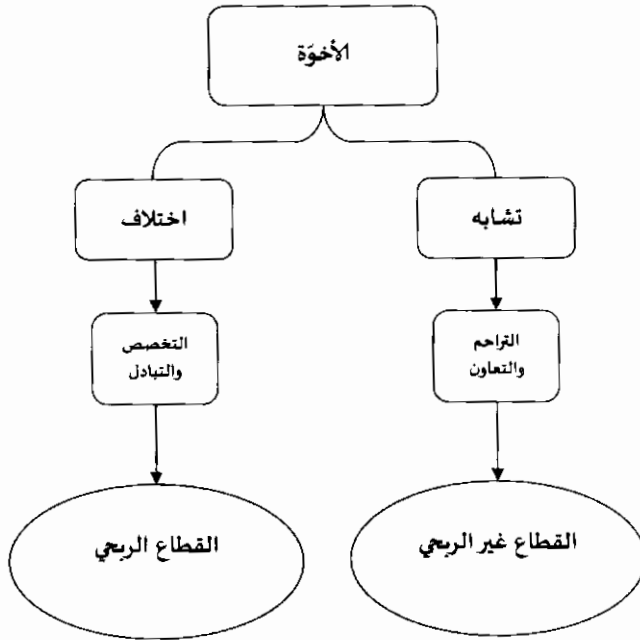 الأخوّة
تشابه
اختلاف
التراحم
والتعاون
التخصص
والتبادل
القطاع غير الربحي
القطاع الربحي